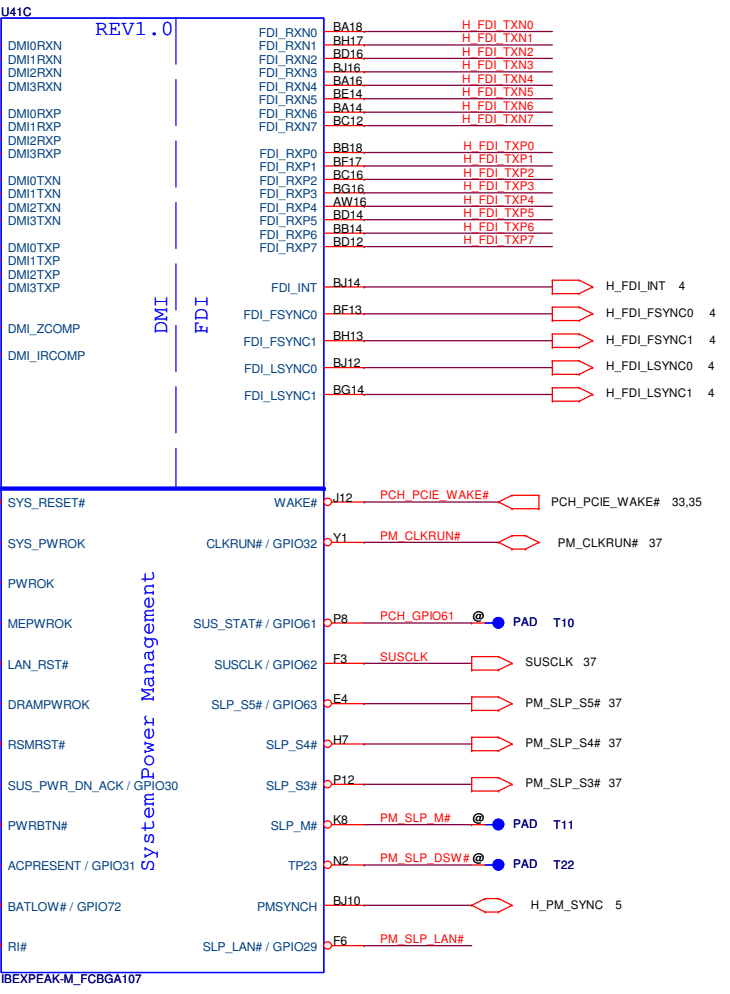 U41C
REV1.0
DMI0RXN
DMI1RXN
DMI2RXN
DMI3RXN
DMI0RXP
DMI1RXP
DMI2RXP
DMI3RXP
DMI0TXN
DMI1TXN
DMI2TXN
DMI3TXN
DMI0TXP
DMI1TXP
DMI2TXP
DMI3TXP
DMI_ZCOMP
DMI_IRCOMP
DMI
FDI
FDI_RXN0 BA18 H_FDI_TXN0
FDI_RXN1 BH17 H_FDI_TXN1
FDI_RXN2 BD16 H_FDI_TXN2
FDI_RXN3 BJ16 H_FDI_TXN3
FDI_RXN4 BA16 H_FDI_TXN4
FDI_RXN5 BE14 H_FDI_TXN5
FDI_RXN6 BA14 H_FDI_TXN6
FDI_RXN7 BC12 H_FDI_TXN7
FDI_RXP0 BB18 H_FDI_TXP0
FDI_RXP1 BF17 H_FDI_TXP1
FDI_RXP2 BC16 H_FDI_TXP2
FDI_RXP3 BG16 H_FDI_TXP3
FDI_RXP4 AW16 H_FDI_TXP4
FDI_RXP5 BD14 H_FDI_TXP5
FDI_RXP6 BB14 H_FDI_TXP6
FDI_RXP7 BD12 H_FDI_TXP7
FDI_INT BJ14 H_FDI_INT 4
FDI_FSYNC0 BF13 H_FDI_FSYNC0 4
FDI_FSYNC1 BH13 H_FDI_FSYNC1 4
FDI_LSYNC0 BJ12 H_FDI_LSYNC0 4
FDI_LSYNC1 BG14 H_FDI_LSYNC1 4
System Power Management
SYS_RESET# WAKE# J12 PCH_PCIE_WAKE# PCH_PCIE_WAKE# 33,35
SYS_PWROK CLKRUN# / GPIO32 Y1 PM_CLKRUN# PM_CLKRUN# 37
PWROK
MEPWROK SUS_STAT# / GPIO61 P8 PCH_GPIO61 @ PAD T10
LAN_RST# SUSCLK / GPIO62 F3 SUSCLK SUSCLK 37
DRAMPWROK SLP_S5# / GPIO63 E4 PM_SLP_S5# 37
RSMRST# SLP_S4# H7 PM_SLP_S4# 37
SUS_PWR_DN_ACK / GPIO30 SLP_S3# P12 PM_SLP_S3# 37
PWRBTN# SLP_M# K8 PM_SLP_M# @ PAD T11
ACPRESENT / GPIO31 TP23 N2 PM_SLP_DSW# @ PAD T22
BATLOW# / GPIO72 PMSYNCH BJ10 H_PM_SYNC 5
RI# SLP_LAN# / GPIO29 F6 PM_SLP_LAN#
IBEXPEAK-M_FCBGA107